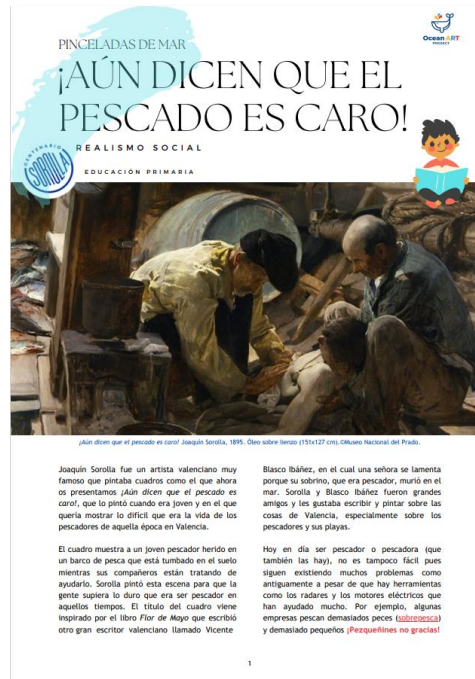 PINCELADAS DE MAR
Ocean ART
PROJECT
¡AÚN DICEN QUE EL
PESCADO ES CARO!
REALISMO SOCIAL
CENTENARIO
SOROLLA
EDUCACIÓN PRIMARIA
¡Aún dicen que el pescado es caro! Joaquín Sorolla, 1895. Óleo sobre lienzo (151x127 cm).©Museo Nacional del Prado.
Joaquín Sorolla fue un artista valenciano muy
famoso que pintaba cuadros como el que ahora
os presentamos ¡Aún dicen que el pescado es
caro!, que lo pintó cuando era joven y en el que
quería mostrar lo difícil que era la vida de los
pescadores de aquella época en Valencia.
El cuadro muestra a un joven pescador herido en
un barco de pesca que está tumbado en el suelo
mientras sus compañeros están tratando de
ayudarlo. Sorolla pintó esta escena para que la
gente supiera lo duro que era ser pescador en
aquellos tiempos. El título del cuadro viene
inspirado por el libro Flor de Mayo que escribió
otro gran escritor valenciano llamado Vicente
Blasco Ibáñez, en el cual una señora se lamenta
porque su sobrino, que era pescador, murió en el
mar. Sorolla y Blasco Ibáñez fueron grandes
amigos y les gustaba escribir y pintar sobre las
cosas de Valencia, especialmente sobre los
pescadores y sus playas.
Hoy en día ser pescador o pescadora (que
también las hay), no es tampoco fácil pues
siguen existiendo muchos problemas como
antiguamente a pesar de que hay herramientas
como los radares y los motores eléctricos que
han ayudado mucho. Por ejemplo, algunas
empresas pescan demasiados peces (sobrepesca)
y demasiado pequeños ¡Pezqueñines no gracias!
1